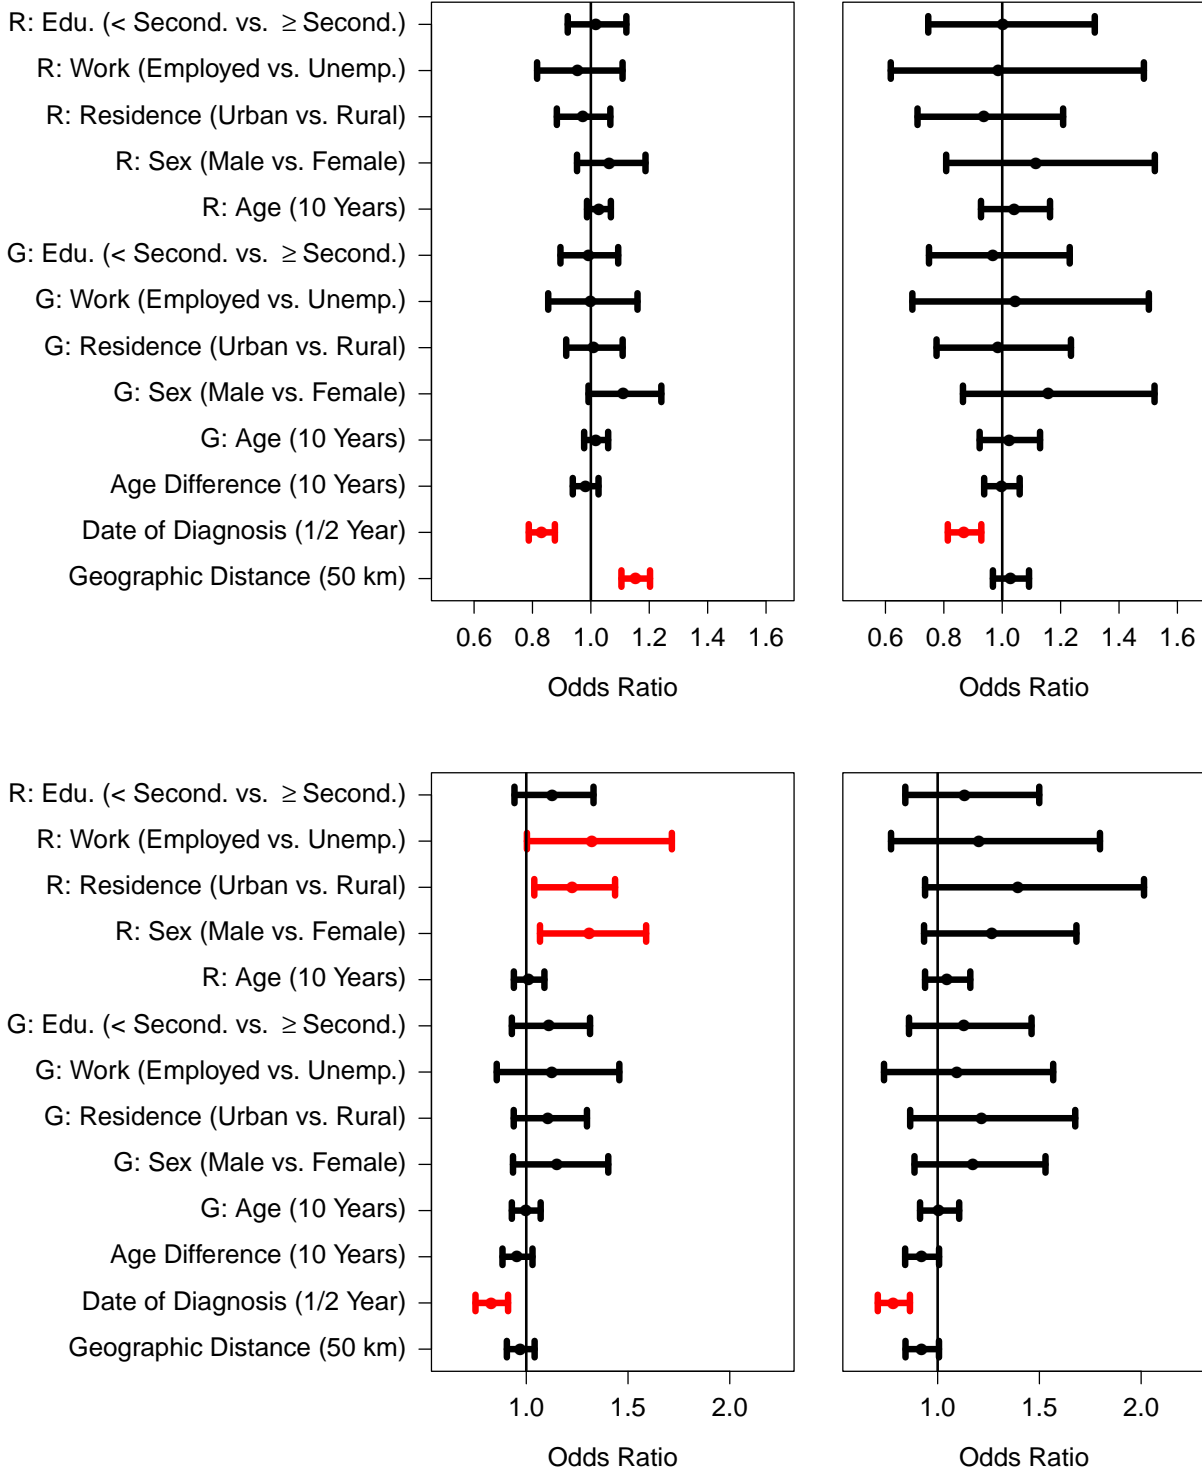 R: Edu. (< Second. vs. ≥ Second.)
R: Work (Employed vs. Unemp.)
R: Residence (Urban vs. Rural)
R: Sex (Male vs. Female)
R: Age (10 Years)
G: Edu. (< Second. vs. ≥ Second.)
G: Work (Employed vs. Unemp.)
G: Residence (Urban vs. Rural)
G: Sex (Male vs. Female)
G: Age (10 Years)
Age Difference (10 Years)
Date of Diagnosis (1/2 Year)
Geographic Distance (50 km)
0.6 0.8 1.0 1.2 1.4 1.6
Odds Ratio
0.6 0.8 1.0 1.2 1.4 1.6
Odds Ratio
R: Edu. (< Second. vs. ≥ Second.)
R: Work (Employed vs. Unemp.)
R: Residence (Urban vs. Rural)
R: Sex (Male vs. Female)
R: Age (10 Years)
G: Edu. (< Second. vs. ≥ Second.)
G: Work (Employed vs. Unemp.)
G: Residence (Urban vs. Rural)
G: Sex (Male vs. Female)
G: Age (10 Years)
Age Difference (10 Years)
Date of Diagnosis (1/2 Year)
Geographic Distance (50 km)
1.0 1.5 2.0
Odds Ratio
1.0 1.5 2.0
Odds Ratio